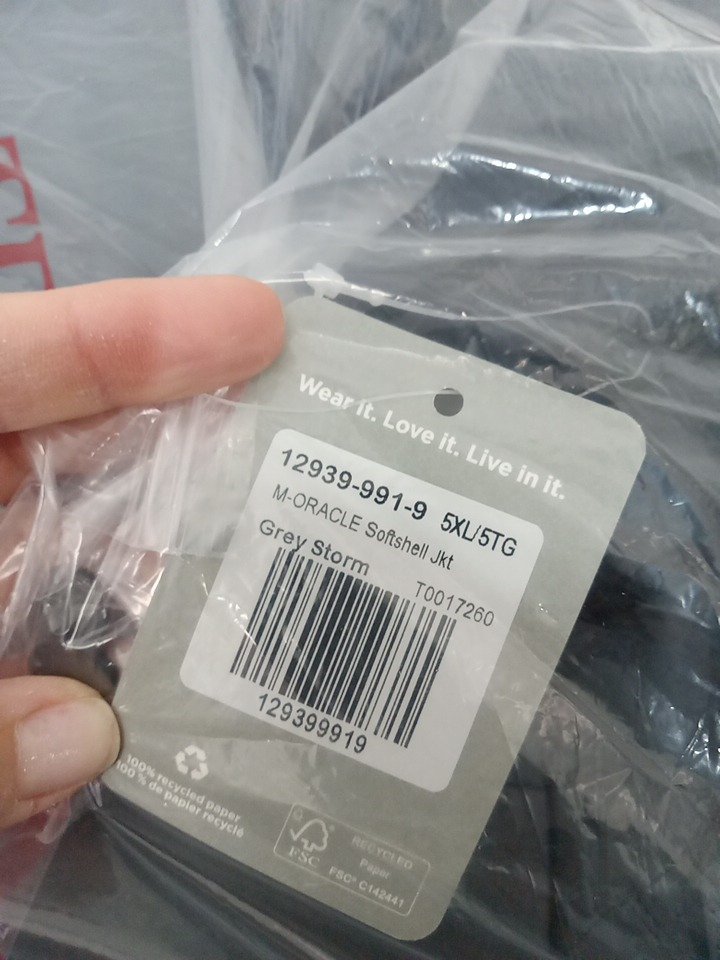 Wear it. Love it. Live in it.
12939-991-9 5XL/5TG
M-ORACLE Softshell Jkt
Grey Storm
T0017260
129399919
100% recycled paper
100% de papier recyclé
FSC
RECYCLED
Paper
FSC® C142441